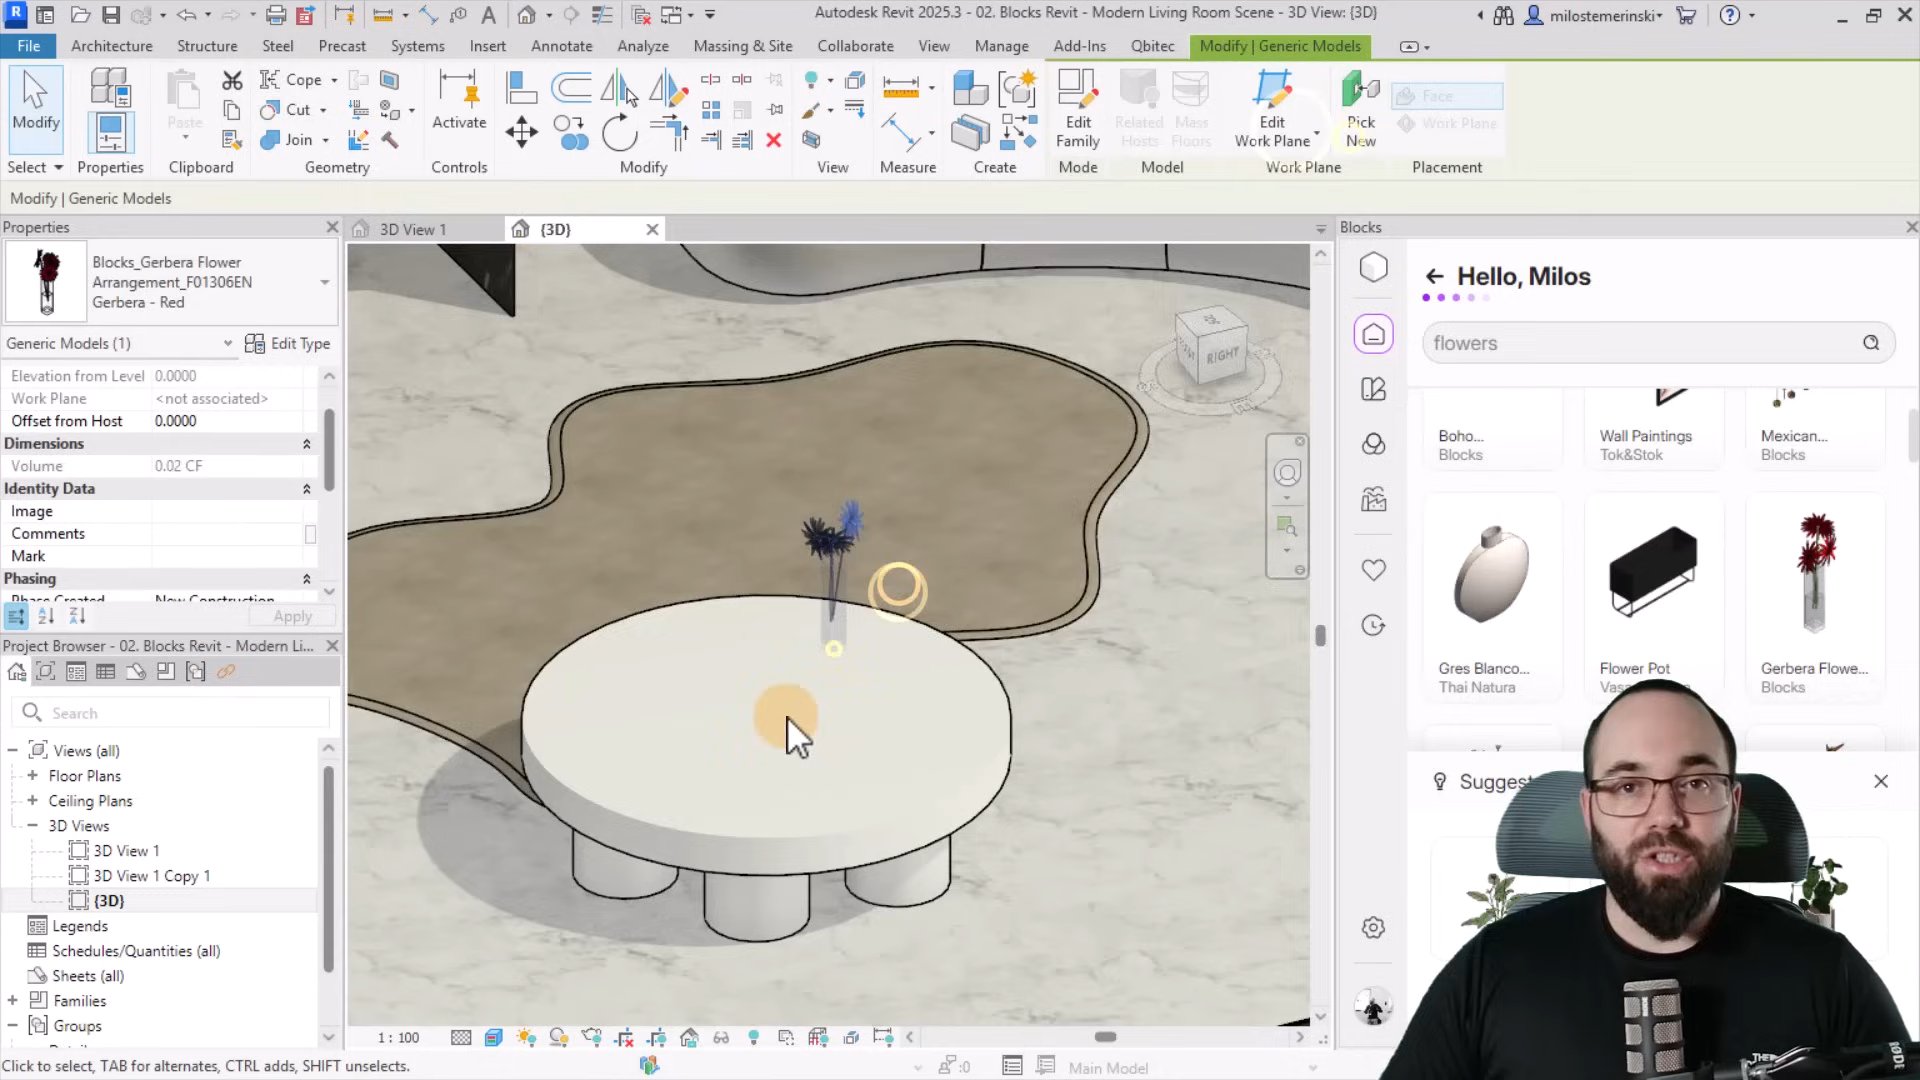 Autodesk Revit 2025.3 - 02. Blocks Revit - Modern Living Room Scene - 3D View: {3D}
milostemerinski
File
Architecture
Structure
Steel
Precast
Systems
Insert
Annotate
Analyze
Massing & Site
Collaborate
View
Manage
Add-Ins
Qbitec
Modify | Generic Models
Modify
Paste
Cope
Cut
Join
Activate
Edit
Family
Related
Hosts
Mass
Floors
Edit
Work Plane
Pick
New
Face
Work Plane
Select
Properties
Clipboard
Geometry
Controls
Modify
View
Measure
Create
Mode
Model
Work Plane
Placement
Modify | Generic Models
Properties
Blocks_Gerbera Flower
Arrangement_F01306EN
Gerbera - Red
Generic Models (1)
Edit Type
Elevation from Level 0.0000
Work Plane <not associated>
Offset from Host 0.0000
Dimensions
Volume 0.02 CF
Identity Data
Image
Comments
Mark
Phasing
Phase Created New Construction
Apply
Project Browser - 02. Blocks Revit - Modern Li...
Search
Views (all)
Floor Plans
Ceiling Plans
3D Views
3D View 1
3D View 1 Copy 1
{3D}
Legends
Schedules/Quantities (all)
Sheets (all)
Families
Groups
3D View 1
{3D}
RIGHT
1 : 100
Click to select, TAB for alternates, CTRL adds, SHIFT unselects.
:0
Main Model
Blocks
Hello, Milos
flowers
Boho...
Blocks
Wall Paintings
Tok&Stok
Mexican...
Blocks
Gres Blanco...
Thai Natura
Flower Pot
Gerbera Flowe...
Blocks
RØDE